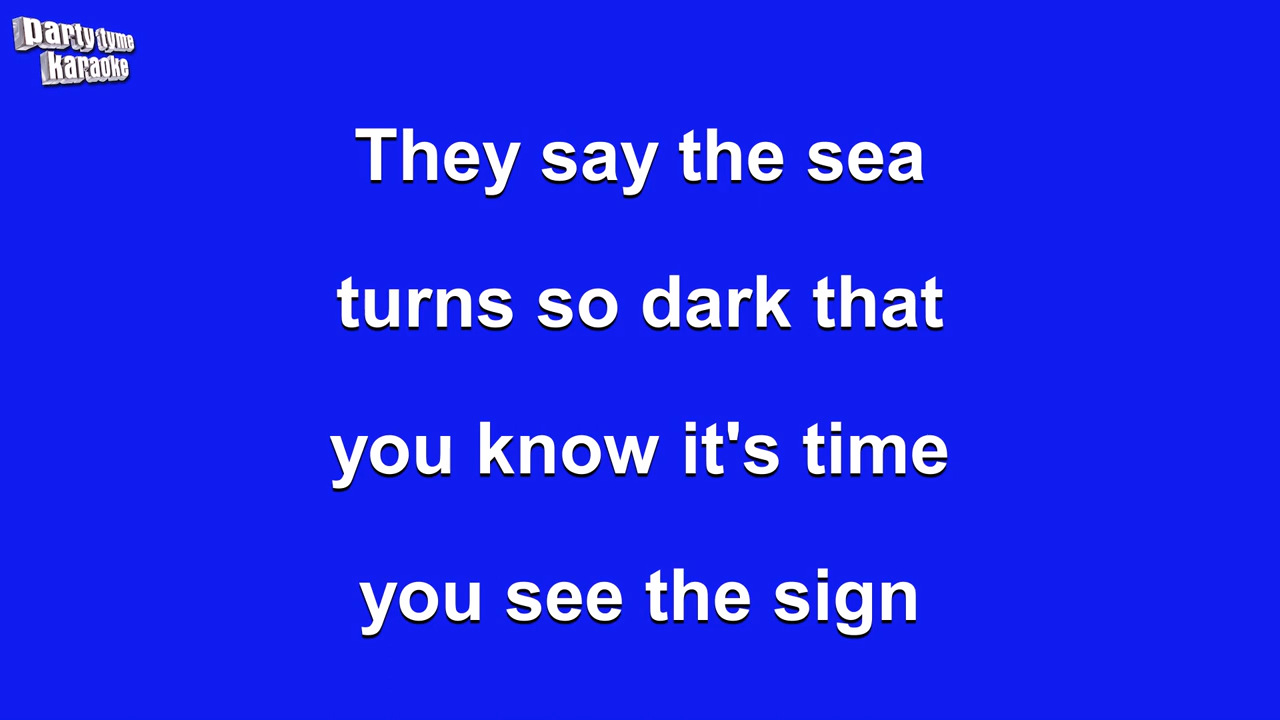 party tyme
karaoke
They say the sea
turns so dark that
you know it's time
you see the sign